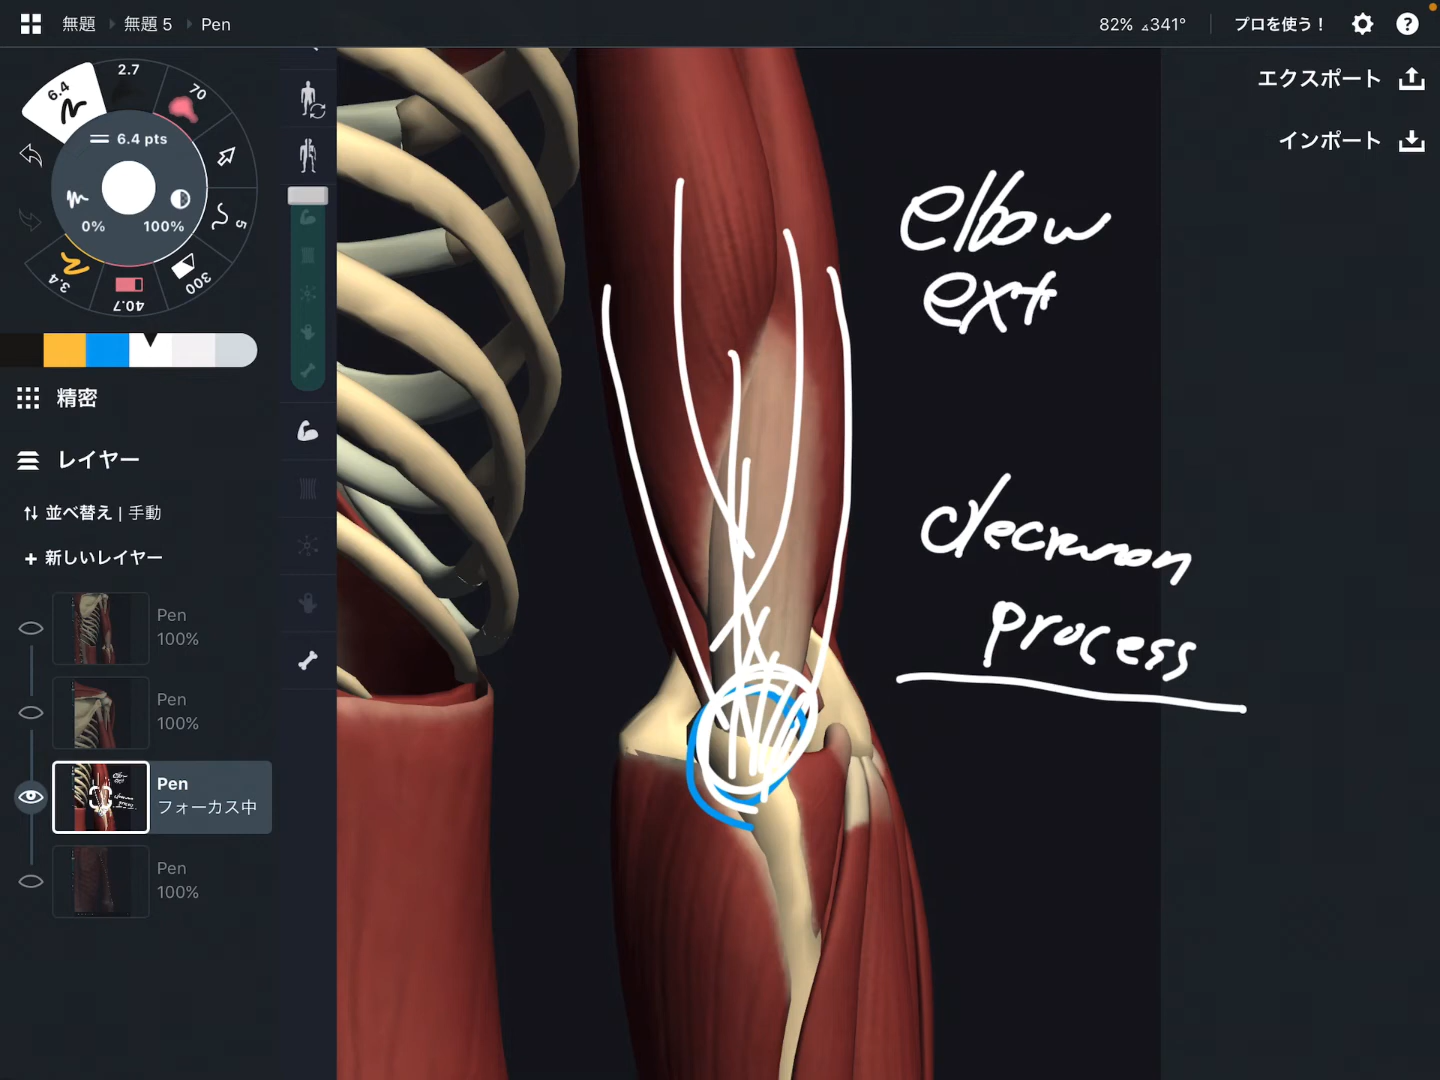 無題 無題 5 Pen
82% ⊿341°
プロを使う！
エクスポート
インポート
6.4
2.7
70
5
300
40.7
3.4
6.4 pts
0% 100%
精密
レイヤー
並べ替え | 手動
+ 新しいレイヤー
Pen
100%
Pen
100%
Pen
フォーカス中
Pen
100%
elbow
ext
olecranon
process